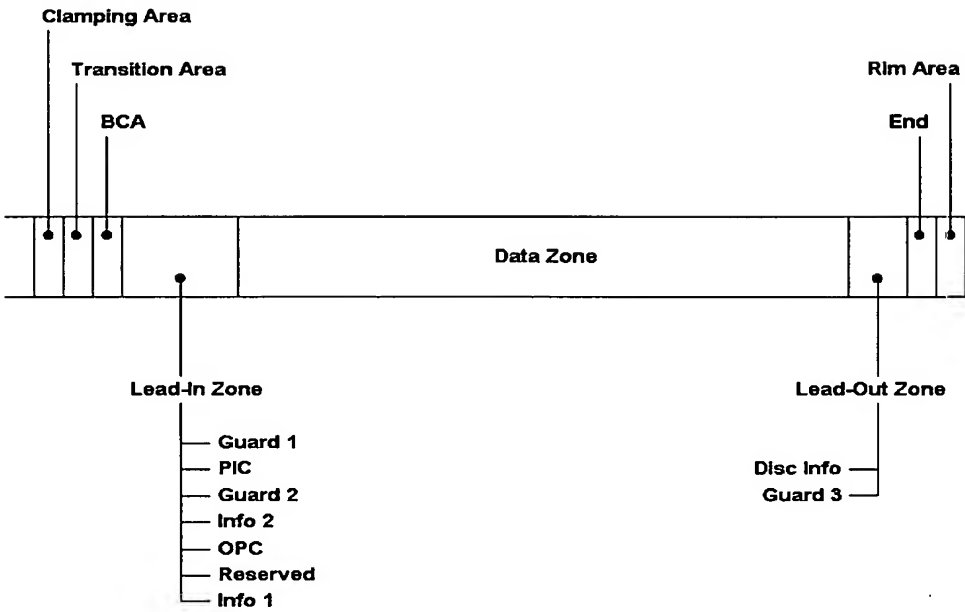 Clamping Area
Transition Area
Rim Area
BCA
End
Data Zone
Lead-In Zone
Lead-Out Zone
Guard 1
PIC
Disc Info
Guard 2
Guard 3
Info 2
OPC
Reserved
Info 1